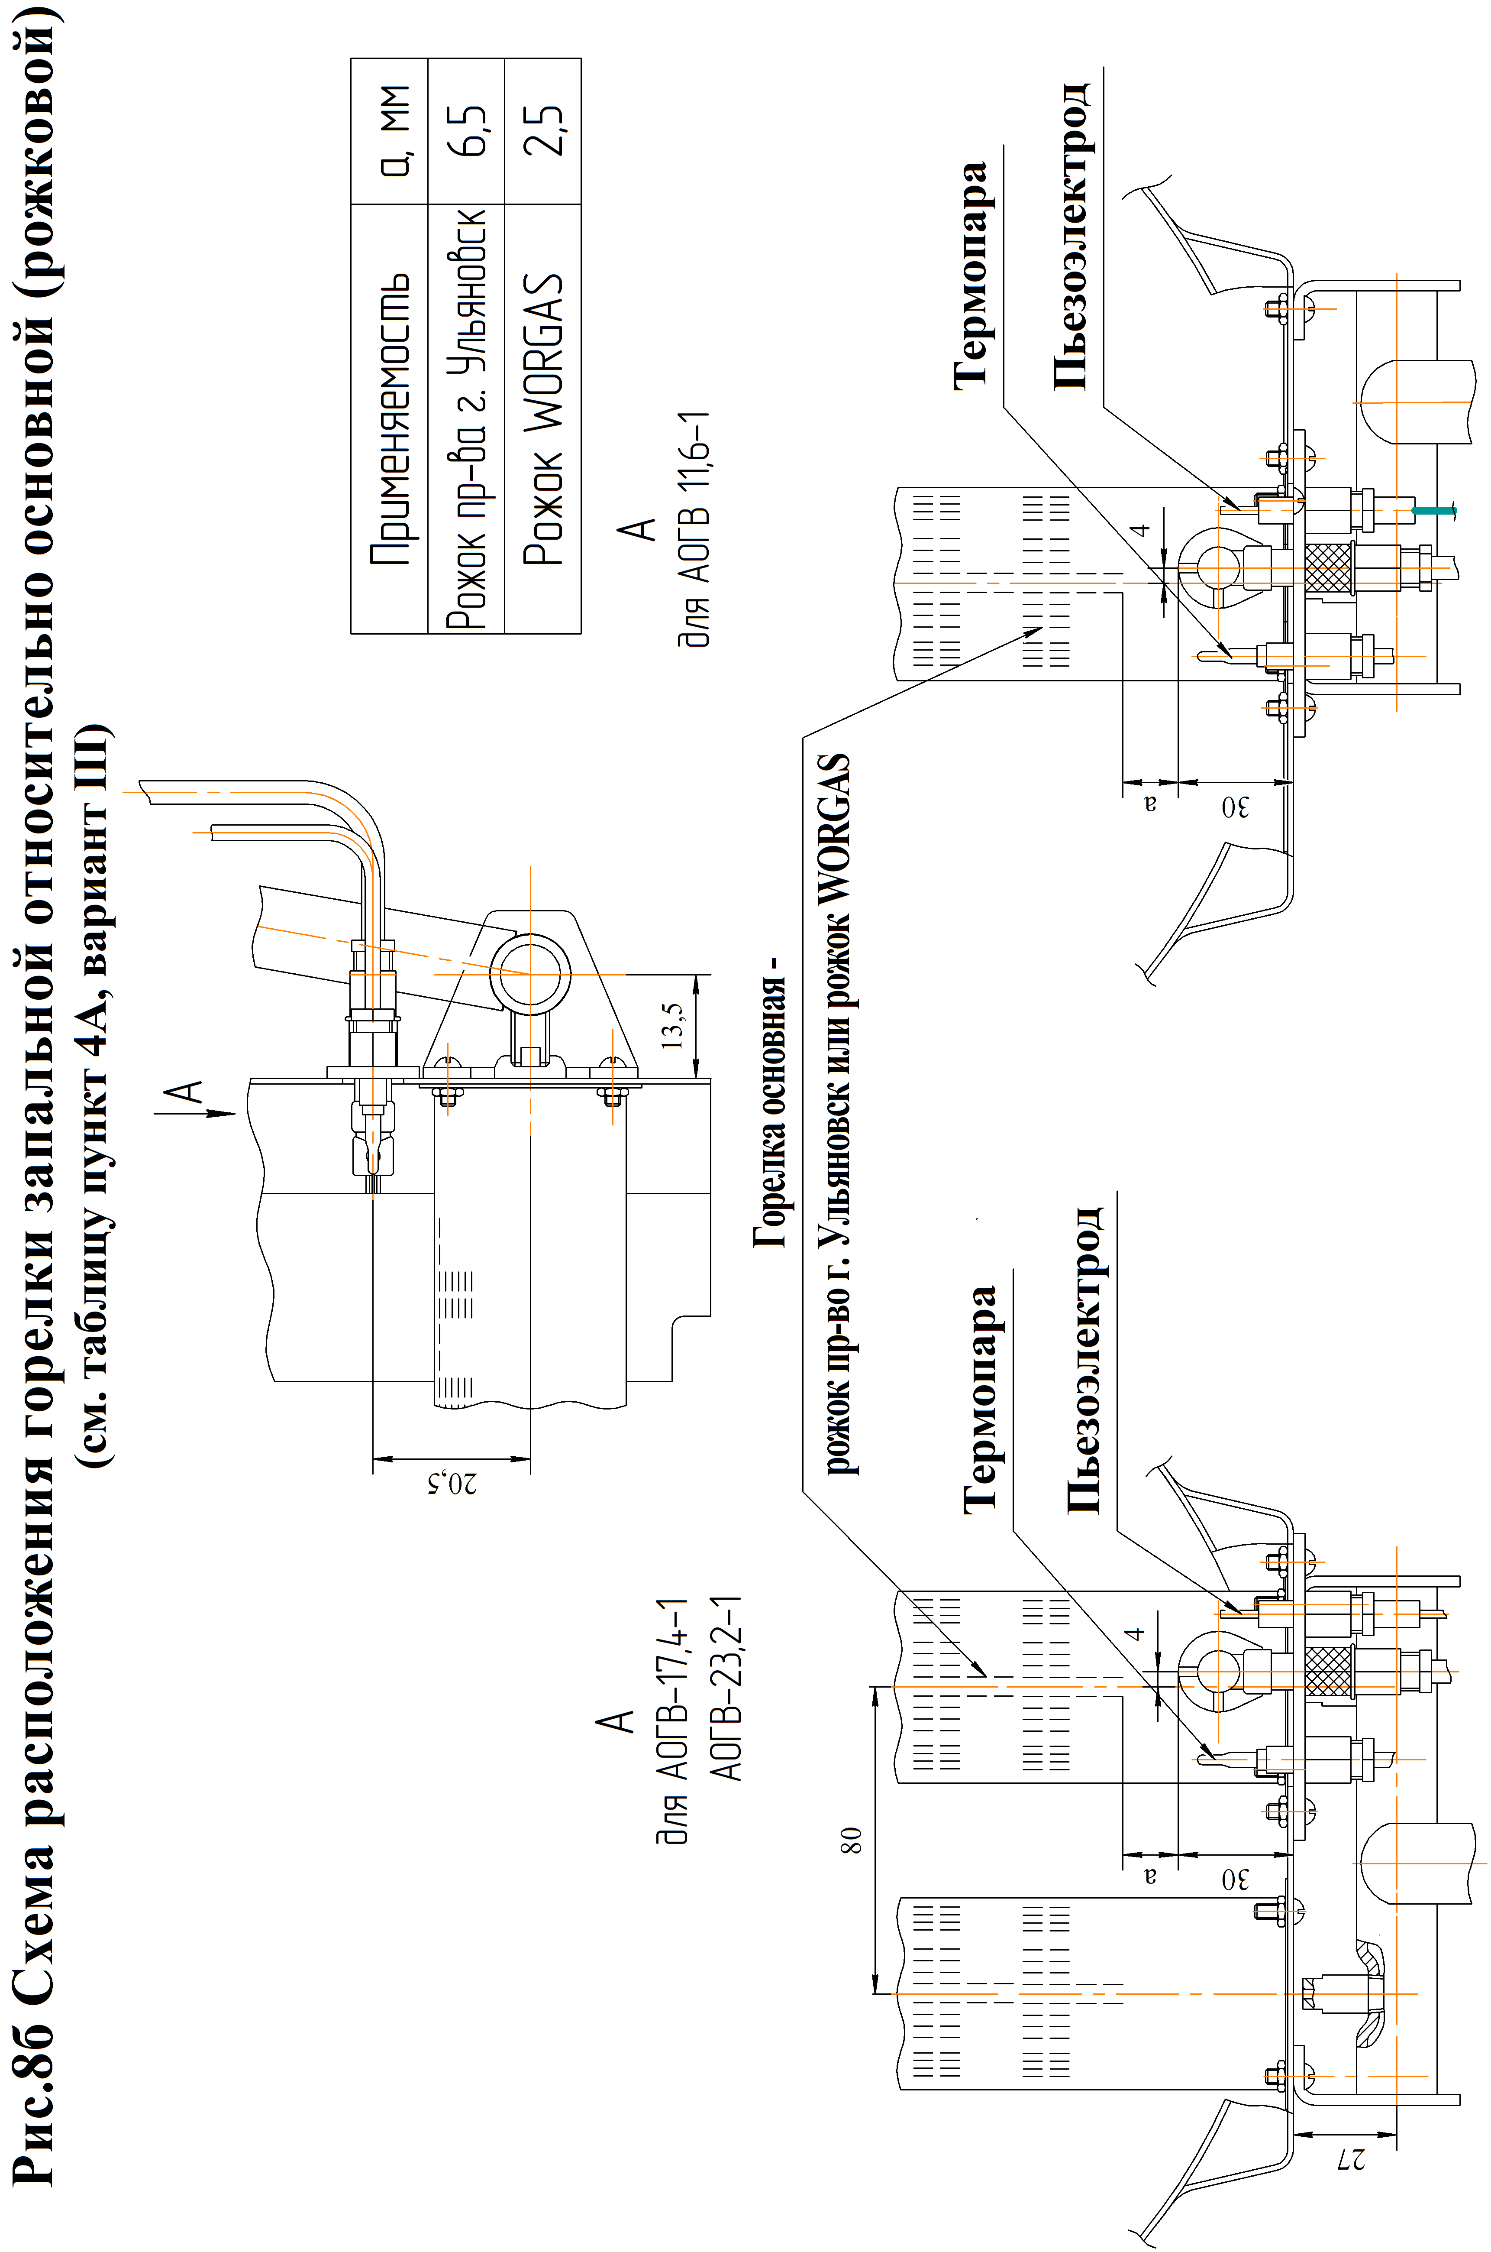 Рис.8б Схема расположения горелки запальной относительно основной (рожковой)
(см. таблицу пункт 4А, вариант III)
Применяемость а, мм
Рожок пр-ва г. Ульяновск 6,5
Рожок WORGAS 2,5
А
20,5
13,5
А
для АОГВ-17,4-1
АОГВ-23,2-1
А
для АОГВ 11,6-1
Горелка основная -
рожок пр-во г. Ульяновск или рожок WORGAS
Термопара
Пьезоэлектрод
80
4
а
30
27
Термопара
Пьезоэлектрод
4
а
30